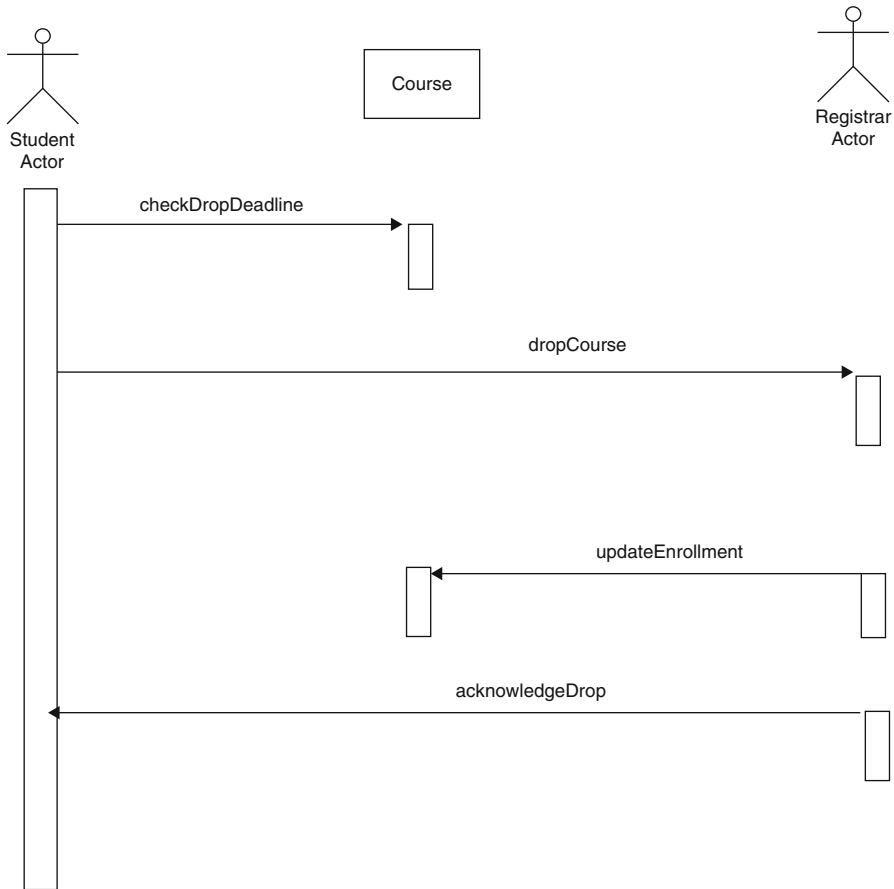 Student
Actor
Course
Registrar
Actor
checkDropDeadline
dropCourse
updateEnrollment
acknowledgeDrop